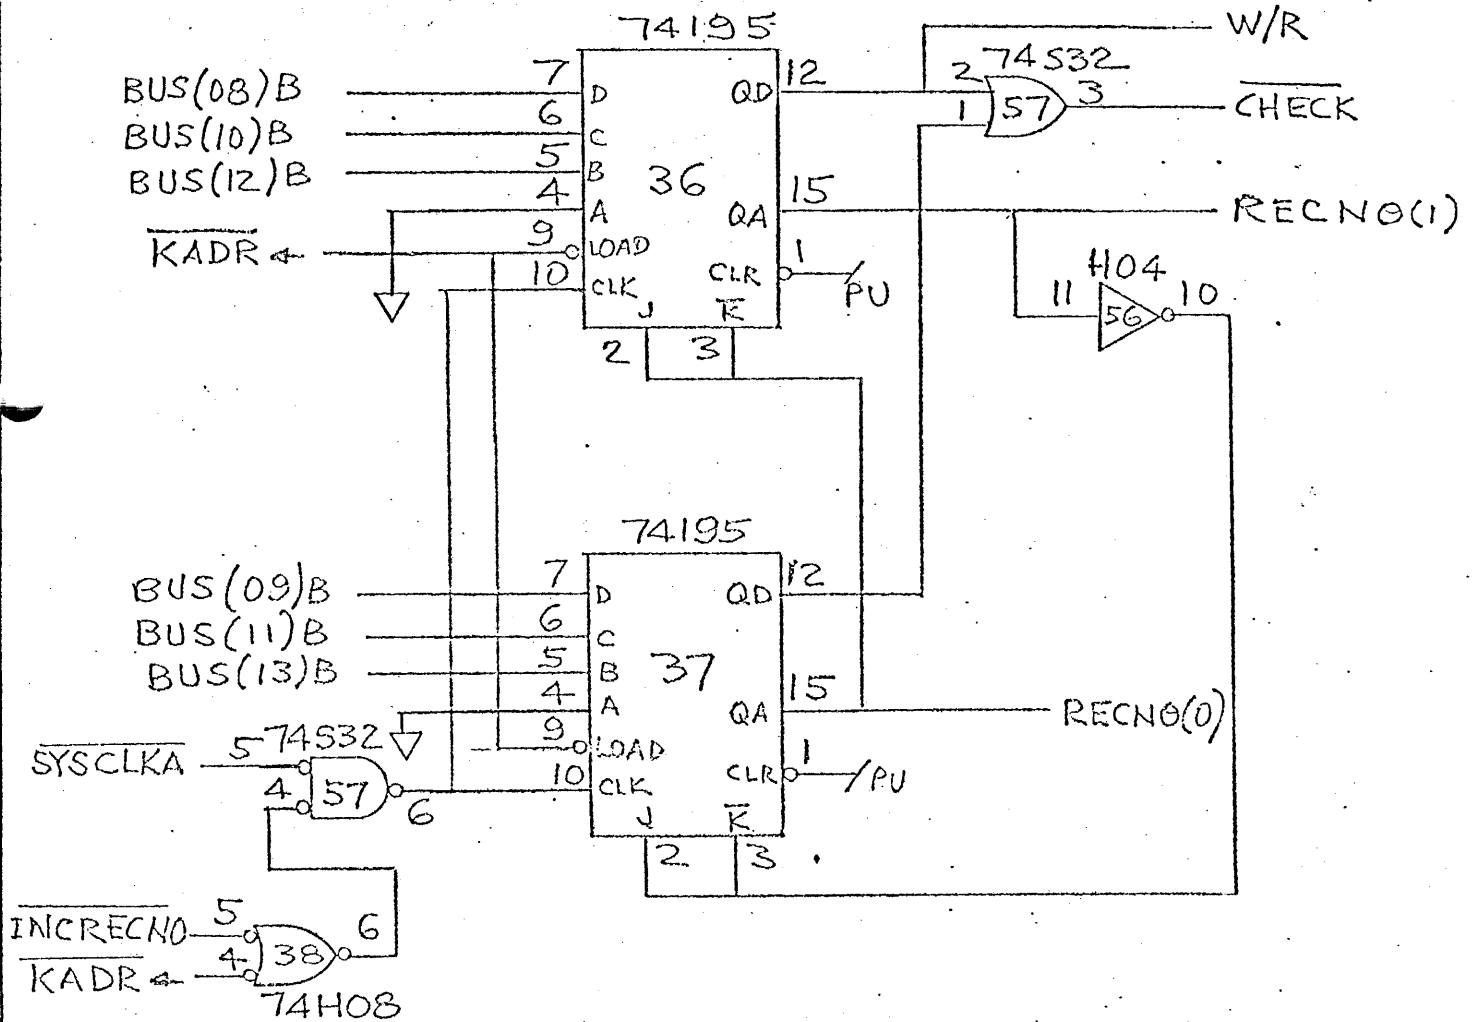 74195
W/R
74S32
BUS(08)B 7 D QD 12 2 57 3 CHECK
BUS(10)B 6 C 1
BUS(12)B 5 B 36
4 A QA 15 RECNO(1)
KADR 9 LOAD
10 CLK CLR 1 PU
J K
2 3
H04
11 56 10
74195
BUS(09)B 7 D QD 12
BUS(11)B 6 C
BUS(13)B 5 B 37
4 A QA 15 RECNO(0)
9 LOAD
10 CLK CLR 1 PU
J K
2 3
74S32
SYSCLKA 5 57 6
4
INCRECNO 5 38 6
KADR 4
74H08